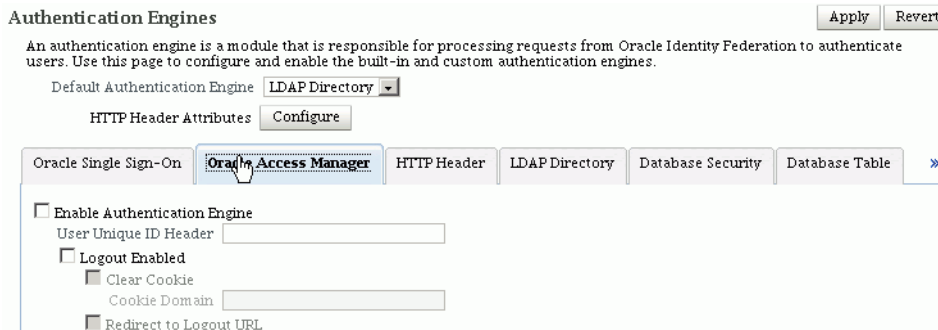 Authentication Engines Apply Revert
An authentication engine is a module that is responsible for processing requests from Oracle Identity Federation to authenticate
users. Use this page to configure and enable the built-in and custom authentication engines.
Default Authentication Engine LDAP Directory
HTTP Header Attributes Configure
Oracle Single Sign-On Oracle Access Manager HTTP Header LDAP Directory Database Security Database Table »
Enable Authentication Engine
User Unique ID Header
Logout Enabled
Clear Cookie
Cookie Domain
Redirect to Logout URL